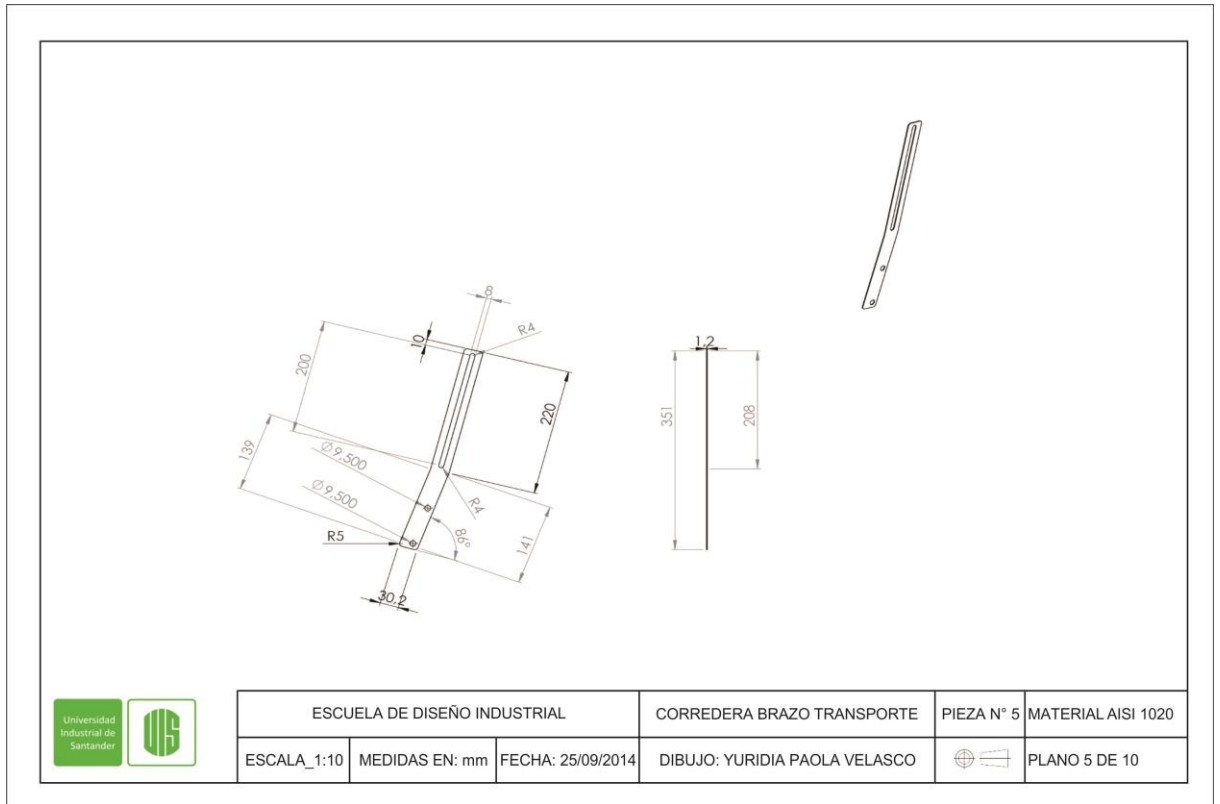 8
R4
10
200
220
1,2
351
208
139
Ø9,500
Ø9,500
R4
86°
141
R5
30,2
Universidad
Industrial de
Santander
UIS
ESCUELA DE DISEÑO INDUSTRIAL
CORREDERA BRAZO TRANSPORTE
PIEZA N° 5
MATERIAL AISI 1020
ESCALA_1:10
MEDIDAS EN: mm
FECHA: 25/09/2014
DIBUJO: YURIDIA PAOLA VELASCO
PLANO 5 DE 10